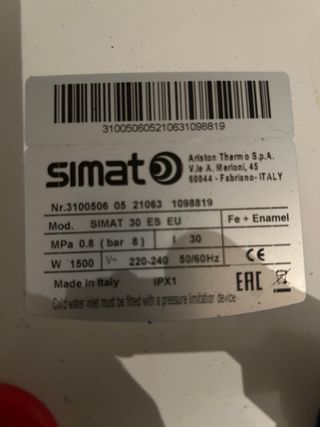 310050605210631098819
simat
Ariston Thermo S.p.A.
V.le A. Merloni, 45
60044 - Fabriano- ITALY
Nr.3100506 05 21063 1098819
Mod. SIMAT 30 ES EU Fe + Enamel
MPa 0.8 ( bar 8 ) l 30
W 1500 V~ 220-240 50/60Hz CE
Made in Italy IPX1 EAC
Cold water inlet must be fitted with a pressure limitation device